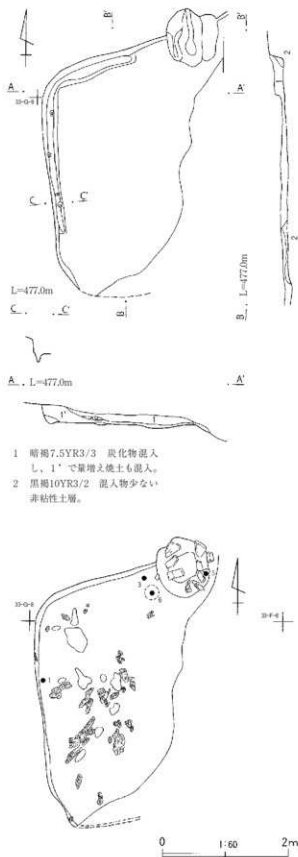 B'
B'
A
A'
33-G-8
2
C
C'
2
L=477.0m
B
B
L=477.0m
C
C'
A
L=477.0m
A'
1'
1
1 暗褐7.5YR3/3 炭化物混入
し、1'で量増え焼土も混入。
2 黒褐10YR3/2 混入物少ない
非粘性土層。
33-G-8
33-F-8
1
0
1:60
2m